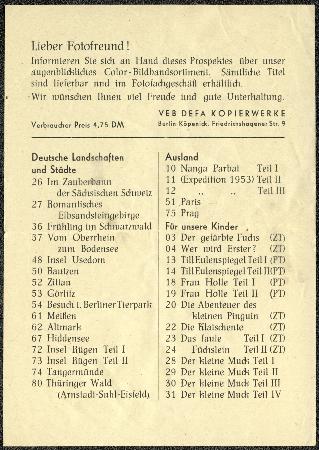 Lieber Fotofreund!
Informieren Sie sich an Hand dieses Prospektes über unser
augenblickliches Color-Bildbandsortiment. Sämtliche Titel
sind lieferbar und im Fotofachgeschäft erhältlich.
Wir wünschen Ihnen viel Freude und gute Unterhaltung.
VEB DEFA KOPIERWERKE
Verbraucher Preis 4,75 DM
Berlin Köpenick, Friedrichshagener Str. 9
Deutsche Landschaften
und Städte
26 Im Zauberbann
der Sächsischen Schweiz
27 Romantisches
Elbsandsteingebirge
36 Frühling im Schwarzwald
37 Vom Oberrhein
zum Bodensee
48 Insel Usedom
50 Bautzen
52 Zittau
53 Görlitz
54 Besuch i. Berliner Tierpark
61 Meißen
62 Altmark
67 Hiddensee
72 Insel Rügen Teil I
73 Insel Rügen Teil II
74 Tangermünde
80 Thüringer Wald
(Arnstadt-Suhl-Eisfeld)
Ausland
10 Nanga Parbat Teil I
11 (Expedition 1953) Teil II
12 " " Teil III
51 Paris
75 Prag
Für unsere Kinder
03 Der gefärbte Fuchs (ZT)
04 Wer wird Erster? (ZT)
13 Till Eulenspiegel Teil I (PT)
14 Till Eulenspiegel Teil II (PT)
18 Frau Holle Teil I (PT)
19 Frau Holle Teil II (PT)
20 Die Abenteuer des
kleinen Pinguin (ZT)
22 Die Klatschente (ZT)
23 Das faule Teil I (ZT)
24 Füchslein Teil II (ZT)
28 Der kleine Muck Teil I
29 Der kleine Muck Teil II
30 Der kleine Muck Teil III
31 Der kleine Muck Teil IV